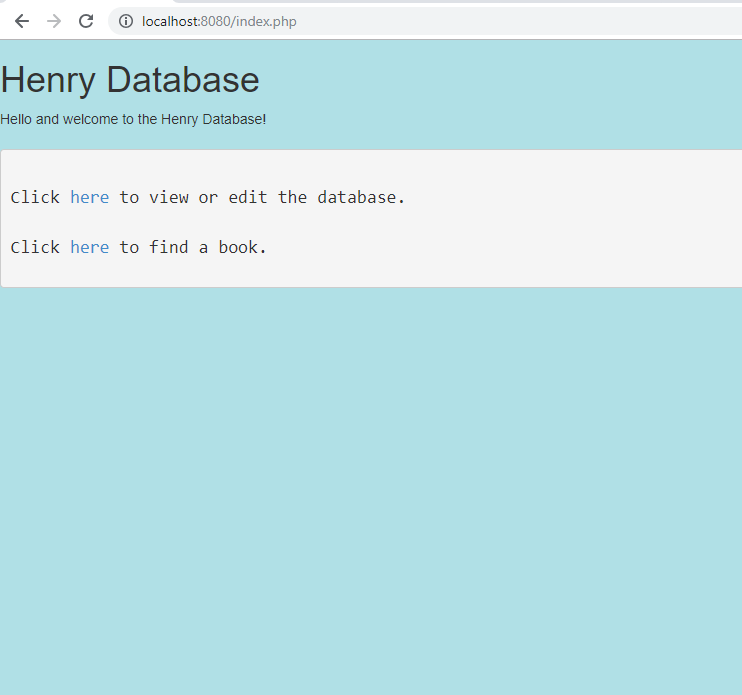 localhost:8080/index.php
Henry Database
Hello and welcome to the Henry Database!
Click here to view or edit the database.
Click here to find a book.